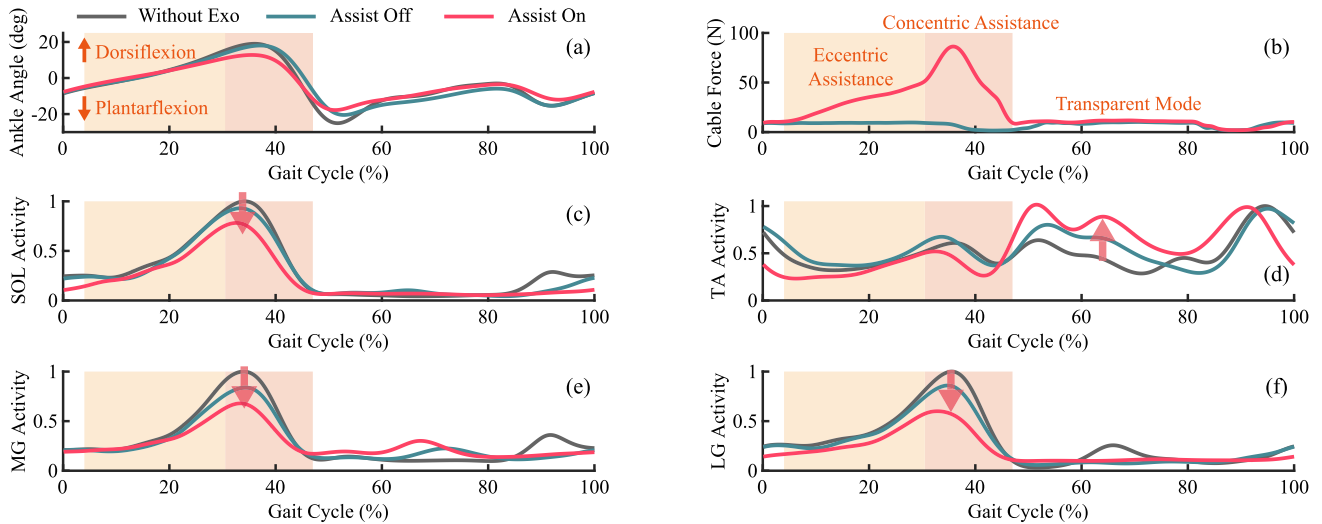 Without Exo Assist Off Assist On
Ankle Angle (deg)
20
0
-20
Dorsiflexion
Plantarflexion
(a)
0 20 40 60 80 100
Gait Cycle (%)
Concentric Assistance
Cable Force (N)
100
50
0
Eccentric
Assistance
Transparent Mode
(b)
0 20 40 60 80 100
Gait Cycle (%)
SOL Activity
1
0.5
0
(c)
0 20 40 60 80 100
Gait Cycle (%)
TA Activity
1
0.5
0
(d)
0 20 40 60 80 100
Gait Cycle (%)
MG Activity
1
0.5
0
(e)
0 20 40 60 80 100
Gait Cycle (%)
LG Activity
1
0.5
0
(f)
0 20 40 60 80 100
Gait Cycle (%)